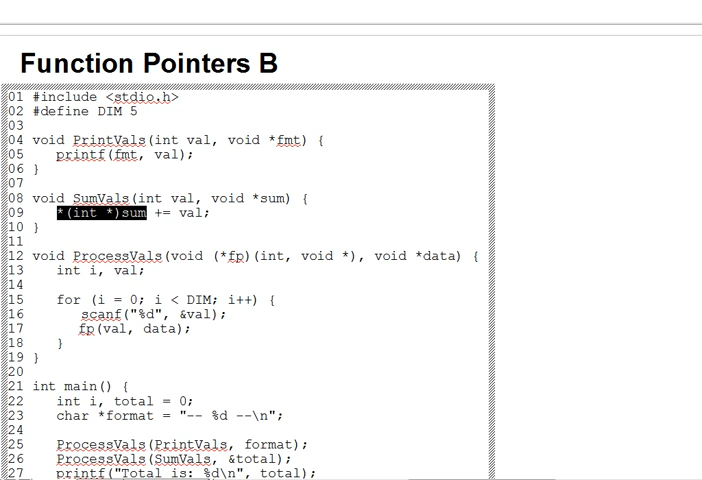 Function Pointers B
01 #include <stdio.h>
02 #define DIM 5
03
04 void PrintVals(int val, void *fmt) {
05    printf(fmt, val);
06 }
07
08 void SumVals(int val, void *sum) {
09    *(int *)sum += val;
10 }
11
12 void ProcessVals(void (*fp)(int, void *), void *data) {
13    int i, val;
14
15    for (i = 0; i < DIM; i++) {
16       scanf("%d", &val);
17       fp(val, data);
18    }
19 }
20
21 int main() {
22    int i, total = 0;
23    char *format = "-- %d --\n";
24
25    ProcessVals(PrintVals, format);
26    ProcessVals(SumVals, &total);
27    printf("Total is: %d\n", total);